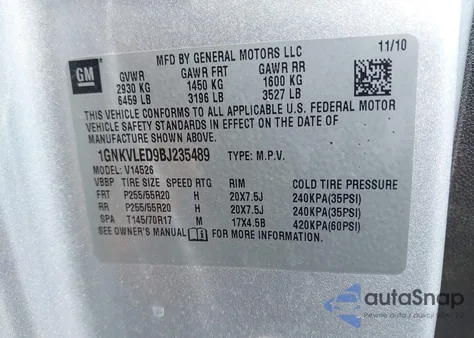 MFD BY GENERAL MOTORS LLC 11/10
GM
GVWR GAWR FRT GAWR RR
2930 KG 1450 KG 1600 KG
6459 LB 3196 LB 3527 LB
THIS VEHICLE CONFORMS TO ALL APPLICABLE U.S. FEDERAL MOTOR
VEHICLE SAFETY STANDARDS IN EFFECT ON THE DATE OF
MANUFACTURE SHOWN ABOVE.
1GNKVLED9BJ235489 TYPE: M.P.V.
MODEL: V14526
VBBP TIRE SIZE SPEED RTG RIM COLD TIRE PRESSURE
FRT P255/55R20 H 20X7.5J 240KPA(35PSI)
RR P255/55R20 H 20X7.5J 240KPA(35PSI)
SPA T145/70R17 M 17X4.5B 420KPA(60PSI)
SEE OWNER'S MANUAL FOR MORE INFORMATION.
autoSnap
Pewne auta z aukcji USA